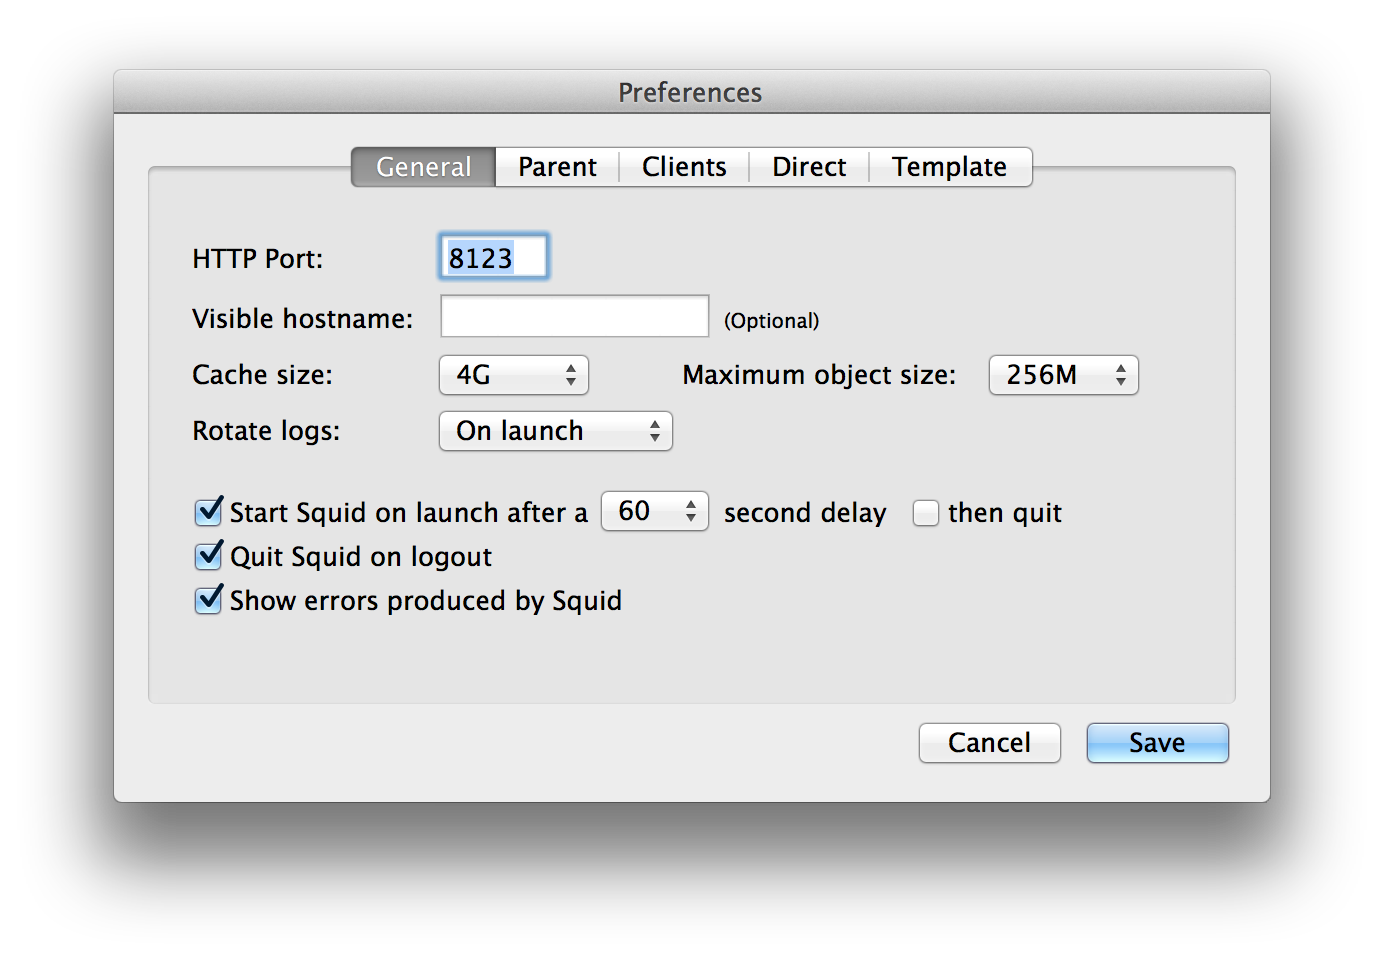 Preferences
General Parent Clients Direct Template
HTTP Port: 8123
Visible hostname: (Optional)
Cache size: 4G Maximum object size: 256M
Rotate logs: On launch
Start Squid on launch after a 60 second delay then quit
Quit Squid on logout
Show errors produced by Squid
Cancel Save